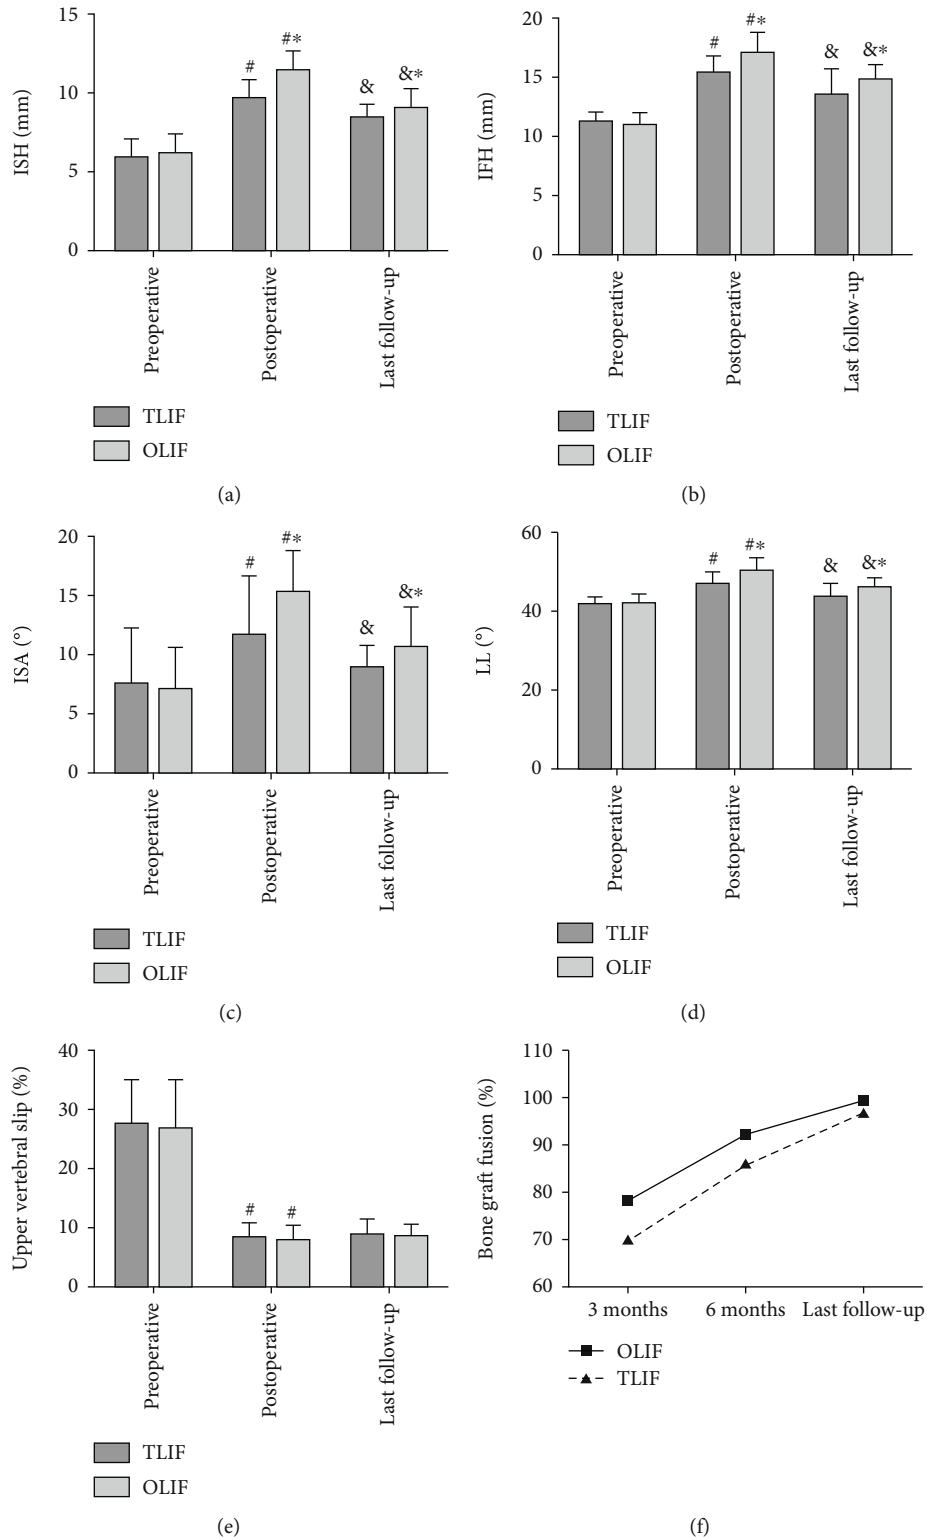 ISH (mm)
15
10
5
0
#
#*
&
&*
Preoperative
Postoperative
Last follow-up
TLIF
OLIF
(a)
IFH (mm)
20
15
10
5
0
#
#*
&
&*
Preoperative
Postoperative
Last follow-up
TLIF
OLIF
(b)
ISA (°)
20
15
10
5
0
#
#*
&
&*
Preoperative
Postoperative
Last follow-up
TLIF
OLIF
(c)
LL (°)
60
40
20
0
#
#*
&
&*
Preoperative
Postoperative
Last follow-up
TLIF
OLIF
(d)
Upper vertebral slip (%)
40
30
20
10
0
#
#
Preoperative
Postoperative
Last follow-up
TLIF
OLIF
(e)
Bone graft fusion (%)
110
100
90
80
70
60
3 months
6 months
Last follow-up
OLIF
TLIF
(f)